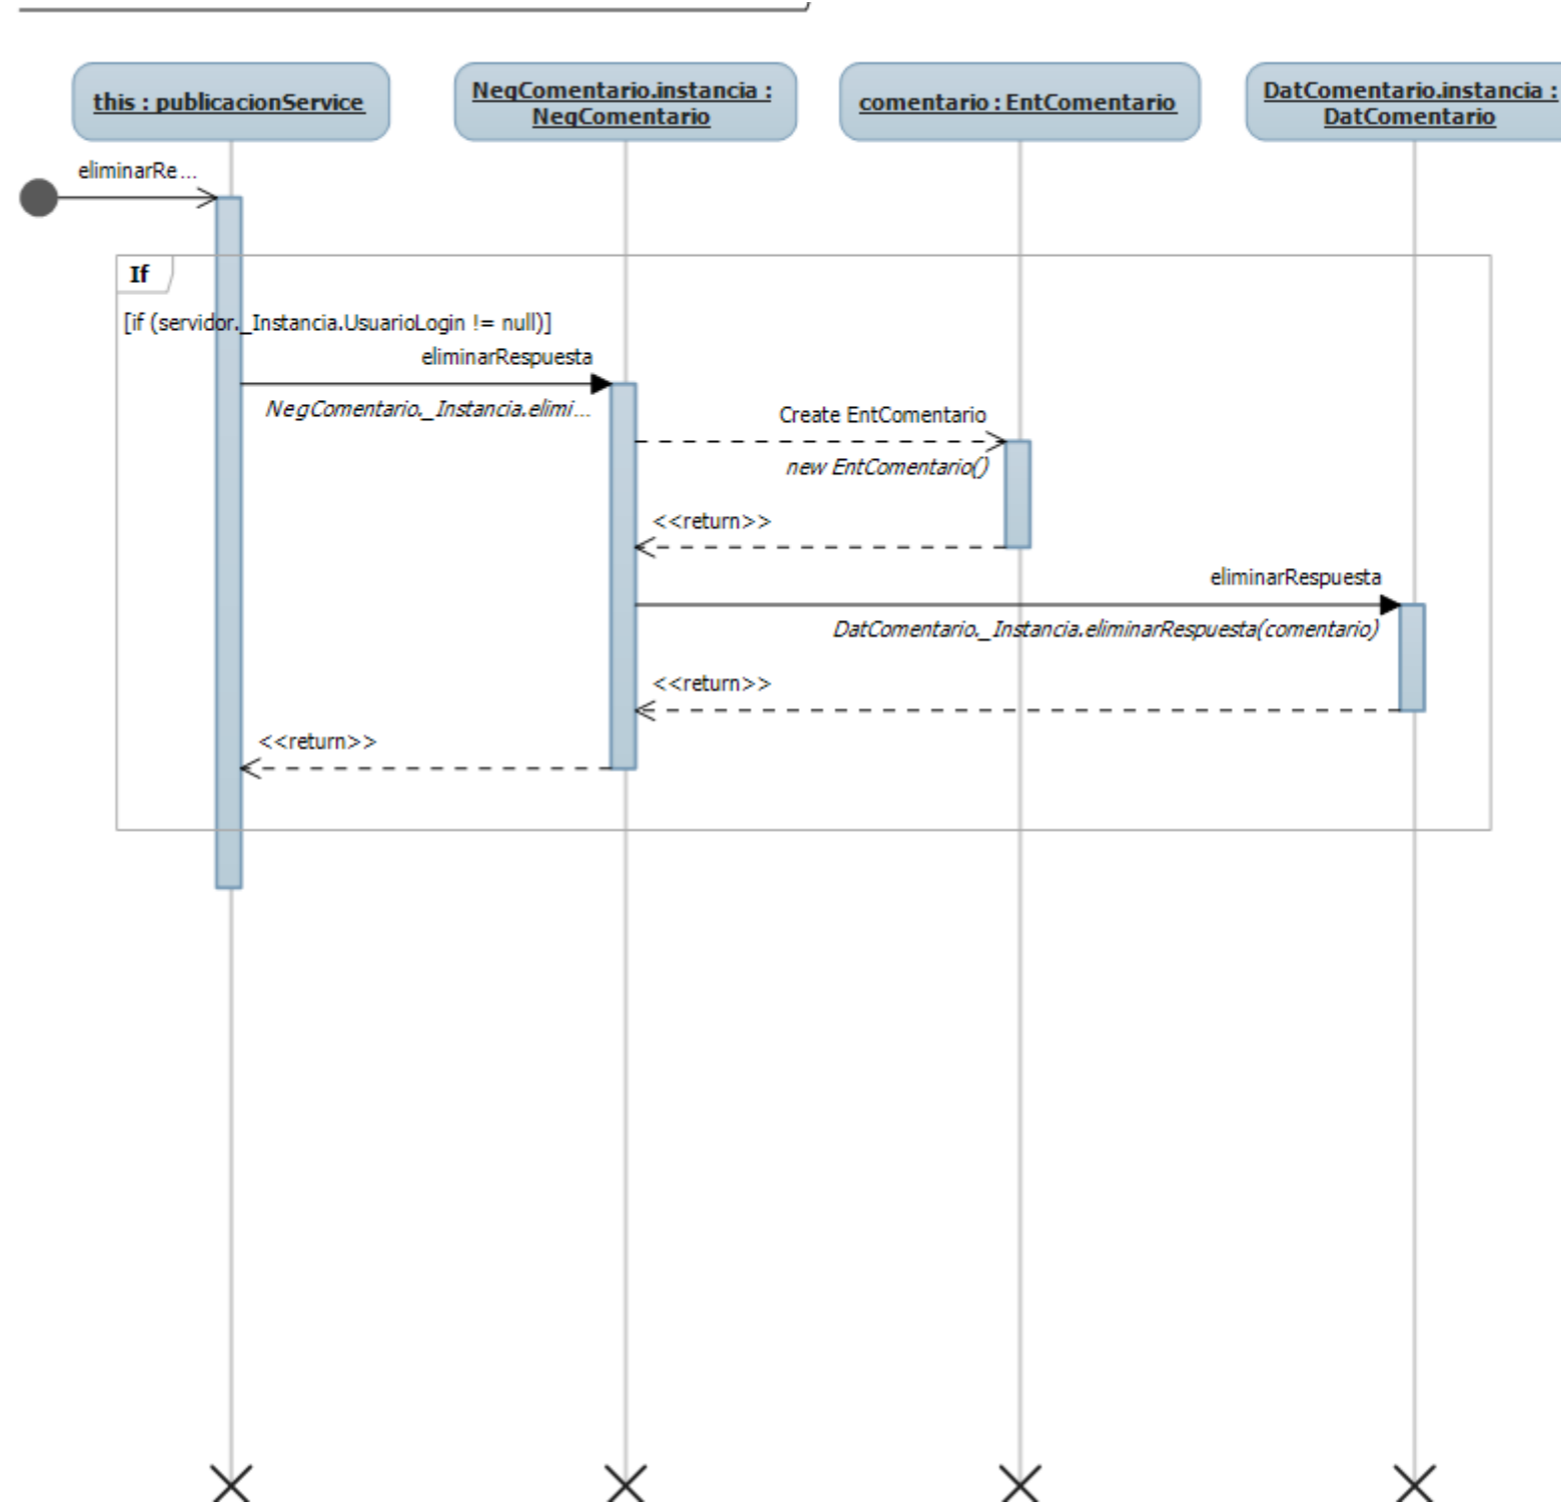 this : publicacionService
NegComentario.instancia :
NegComentario
comentario : EntComentario
DatComentario.instancia :
DatComentario
eliminarRe...
If
[if (servidor._Instancia.UsuarioLogin != null)]
eliminarRespuesta
NegComentario._Instancia.elimi...
Create EntComentario
new EntComentario()
<<return>>
eliminarRespuesta
DatComentario._Instancia.eliminarRespuesta(comentario)
<<return>>
<<return>>